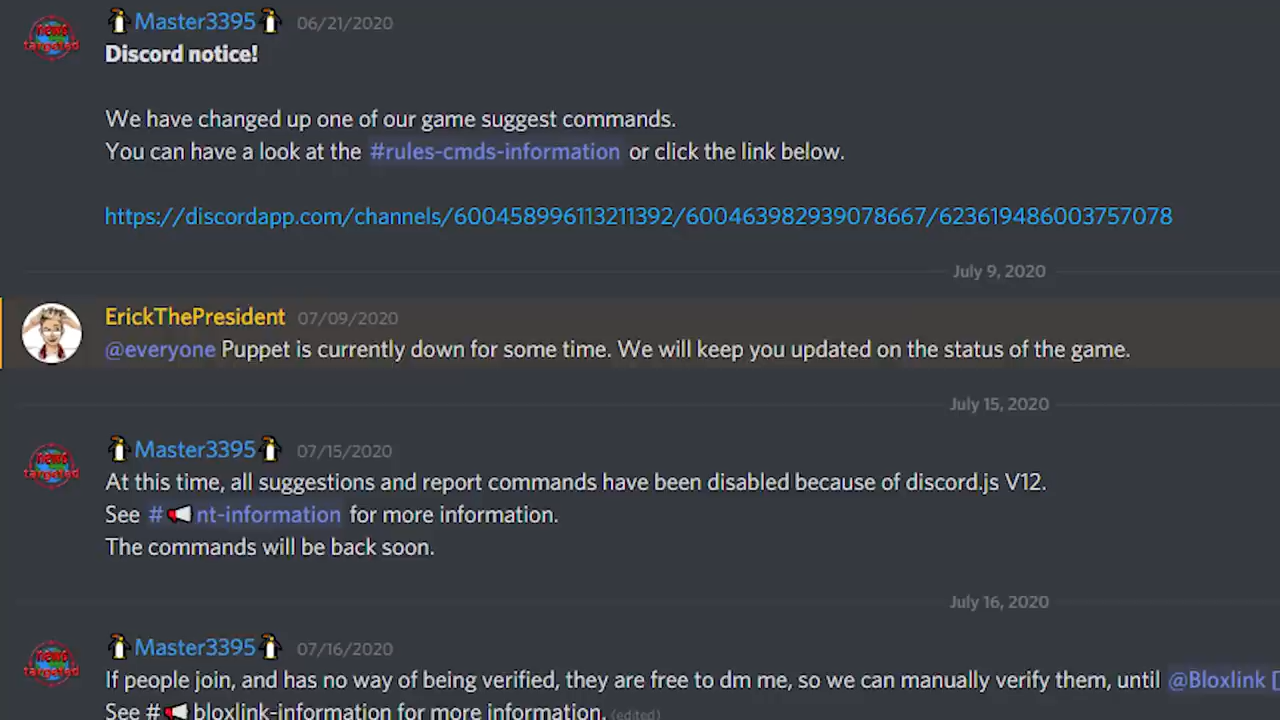 🐧Master3395🐧 06/21/2020
Discord notice!
We have changed up one of our game suggest commands.
You can have a look at the #rules-cmds-information or click the link below.
https://discordapp.com/channels/600458996113211392/600463982939078667/623619486003757078
July 9, 2020
ErickThePresident 07/09/2020
@everyone Puppet is currently down for some time. We will keep you updated on the status of the game.
July 15, 2020
news
targeted
🐧Master3395🐧 07/15/2020
At this time, all suggestions and report commands have been disabled because of discord.js V12.
See #📢nt-information for more information.
The commands will be back soon.
July 16, 2020
🐧Master3395🐧 07/16/2020
If people join, and has no way of being verified, they are free to dm me, so we can manually verify them, until @Bloxlink
See #📢bloxlink-information for more information. (edited)